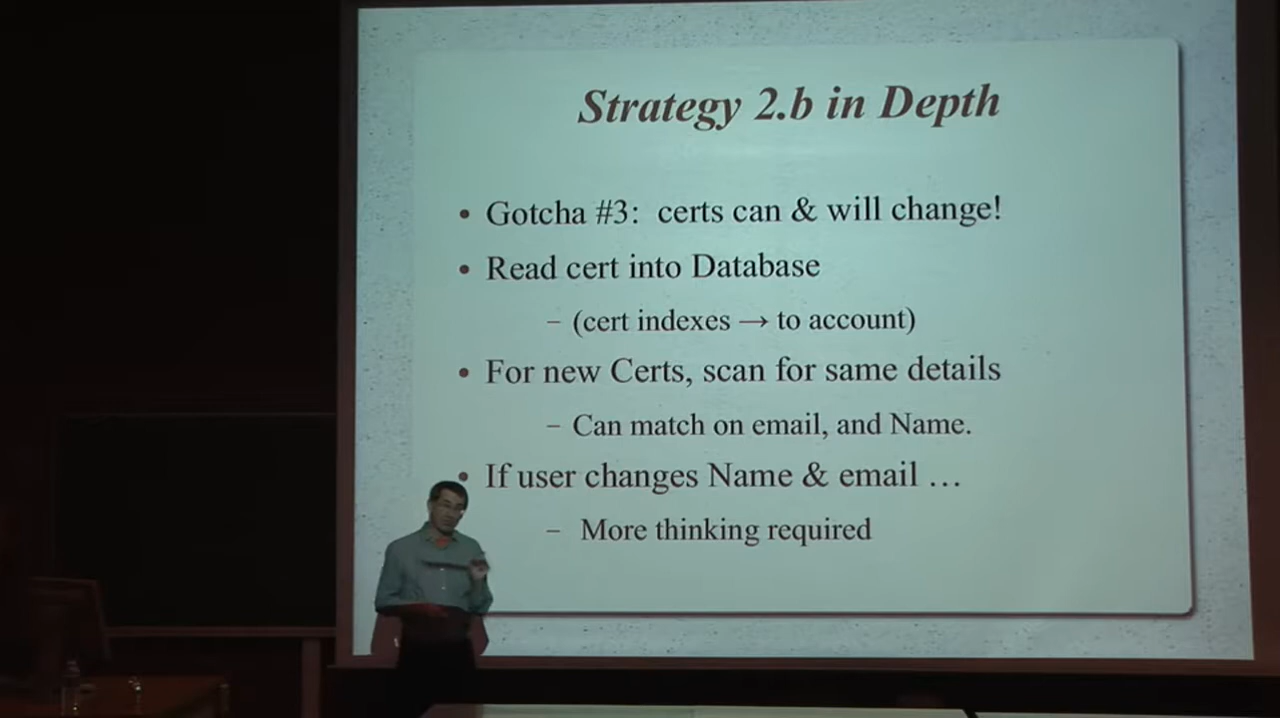 Strategy 2.b in Depth
• Gotcha #3: certs can & will change!
• Read cert into Database
– (cert indexes → to account)
• For new Certs, scan for same details
– Can match on email, and Name.
• If user changes Name & email …
– More thinking required